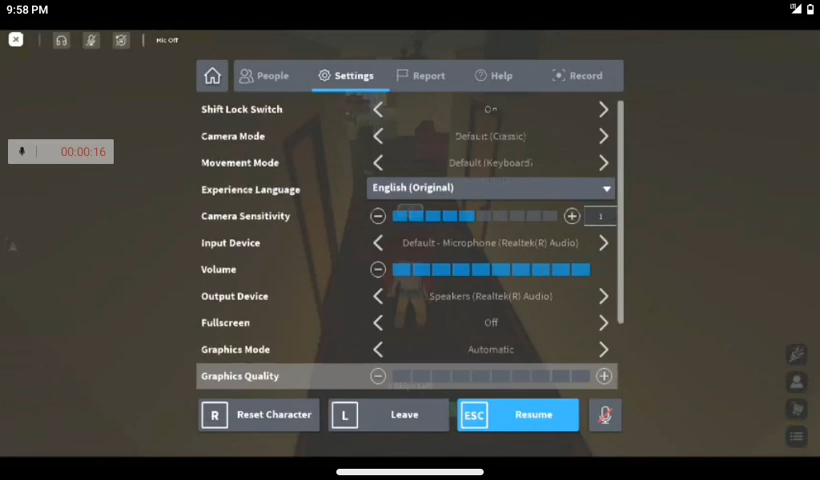 9:58 PM
Mic Off
People
Settings
Report
Help
Record
Shift Lock Switch
On
Camera Mode
Default (Classic)
Movement Mode
Default (Keyboard)
00:00:16
Experience Language
English (Original)
Camera Sensitivity
1
Input Device
Default - Microphone (Realtek(R) Audio)
Volume
Output Device
Speakers (Realtek(R) Audio)
Fullscreen
Off
Graphics Mode
Automatic
Graphics Quality
R
Reset Character
L
Leave
ESC
Resume